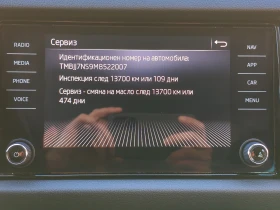 Сервиз
RADIO
MEDIA
PHONE
VOICE
Идентификационен номер на автомобила:
TMBJJ7NS9M8522007
Инспекция след 13700 км или 109 дни
Сервиз - смяна на масло след 13700 км или
474 дни
NAV
APP
CAR
MENU